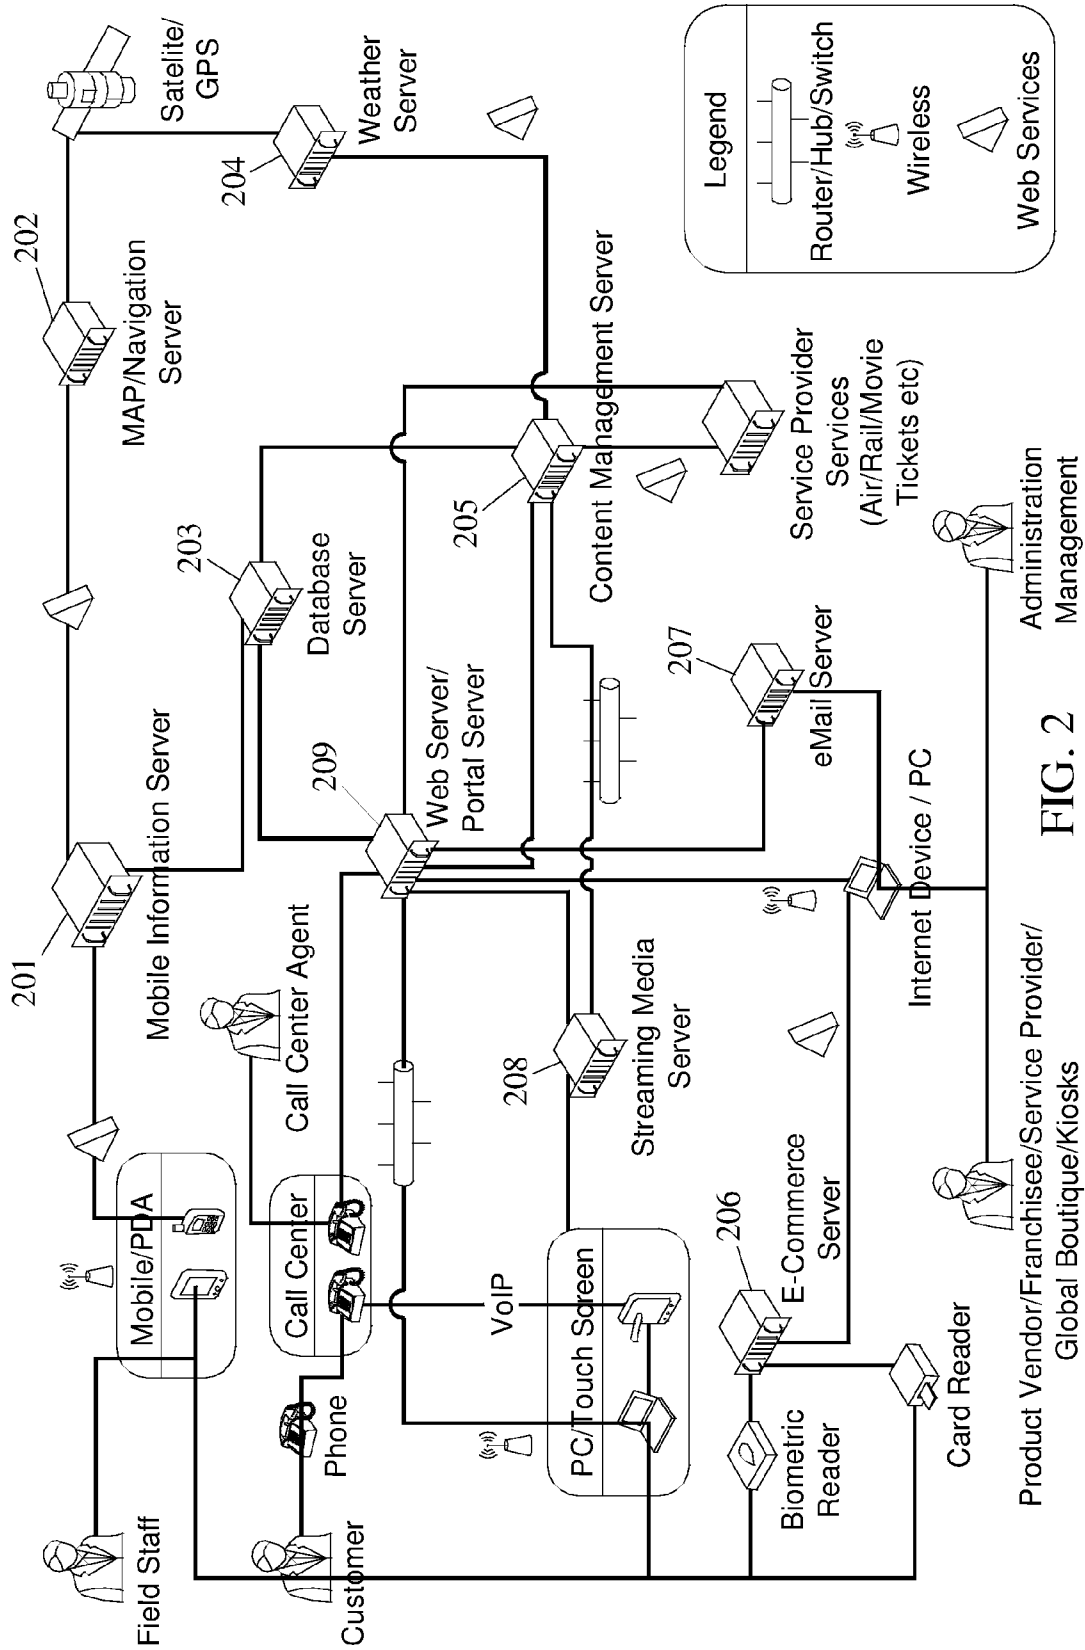 Field Staff
Customer
Mobile/PDA
Phone
Call Center
Call Center Agent
201
Mobile Information Server
202
MAP/Navigation
Server
Satelite/
GPS
203
Database
Server
204
Weather
Server
209
Web Server/
Portal Server
205
Content Management Server
VoIP
PC/Touch Screen
208
Streaming Media
Server
207
eMail Server
Service Provider
Services
(Air/Rail/Movie
Tickets etc)
Biometric
Reader
206
E-Commerce
Server
Card Reader
Internet Device / PC
Product Vendor/Franchisee/Service Provider/
Global Boutique/Kiosks
Administration
Management
Legend
Router/Hub/Switch
Wireless
Web Services
FIG. 2